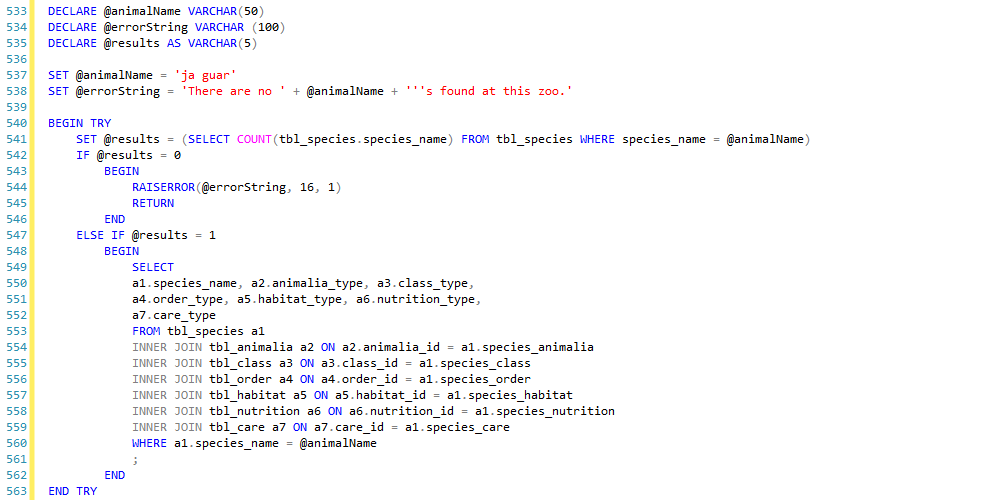 533 DECLARE @animalName VARCHAR(50)
534 DECLARE @errorString VARCHAR (100)
535 DECLARE @results AS VARCHAR(5)
536
537 SET @animalName = 'ja guar'
538 SET @errorString = 'There are no ' + @animalName + '''s found at this zoo.'
539
540 BEGIN TRY
541     SET @results = (SELECT COUNT(tbl_species.species_name) FROM tbl_species WHERE species_name = @animalName)
542     IF @results = 0
543         BEGIN
544             RAISERROR(@errorString, 16, 1)
545             RETURN
546         END
547     ELSE IF @results = 1
548         BEGIN
549             SELECT
550             a1.species_name, a2.animalia_type, a3.class_type,
551             a4.order_type, a5.habitat_type, a6.nutrition_type,
552             a7.care_type
553             FROM tbl_species a1
554             INNER JOIN tbl_animalia a2 ON a2.animalia_id = a1.species_animalia
555             INNER JOIN tbl_class a3 ON a3.class_id = a1.species_class
556             INNER JOIN tbl_order a4 ON a4.order_id = a1.species_order
557             INNER JOIN tbl_habitat a5 ON a5.habitat_id = a1.species_habitat
558             INNER JOIN tbl_nutrition a6 ON a6.nutrition_id = a1.species_nutrition
559             INNER JOIN tbl_care a7 ON a7.care_id = a1.species_care
560             WHERE a1.species_name = @animalName
561             ;
562         END
563 END TRY